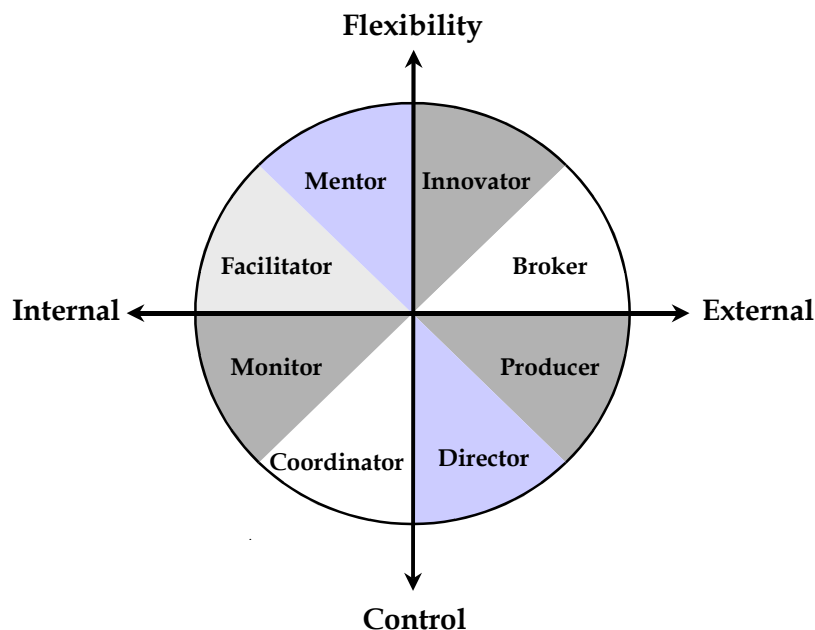 Flexibility
Mentor
Innovator
Facilitator
Broker
Internal
External
Monitor
Producer
Coordinator
Director
Control